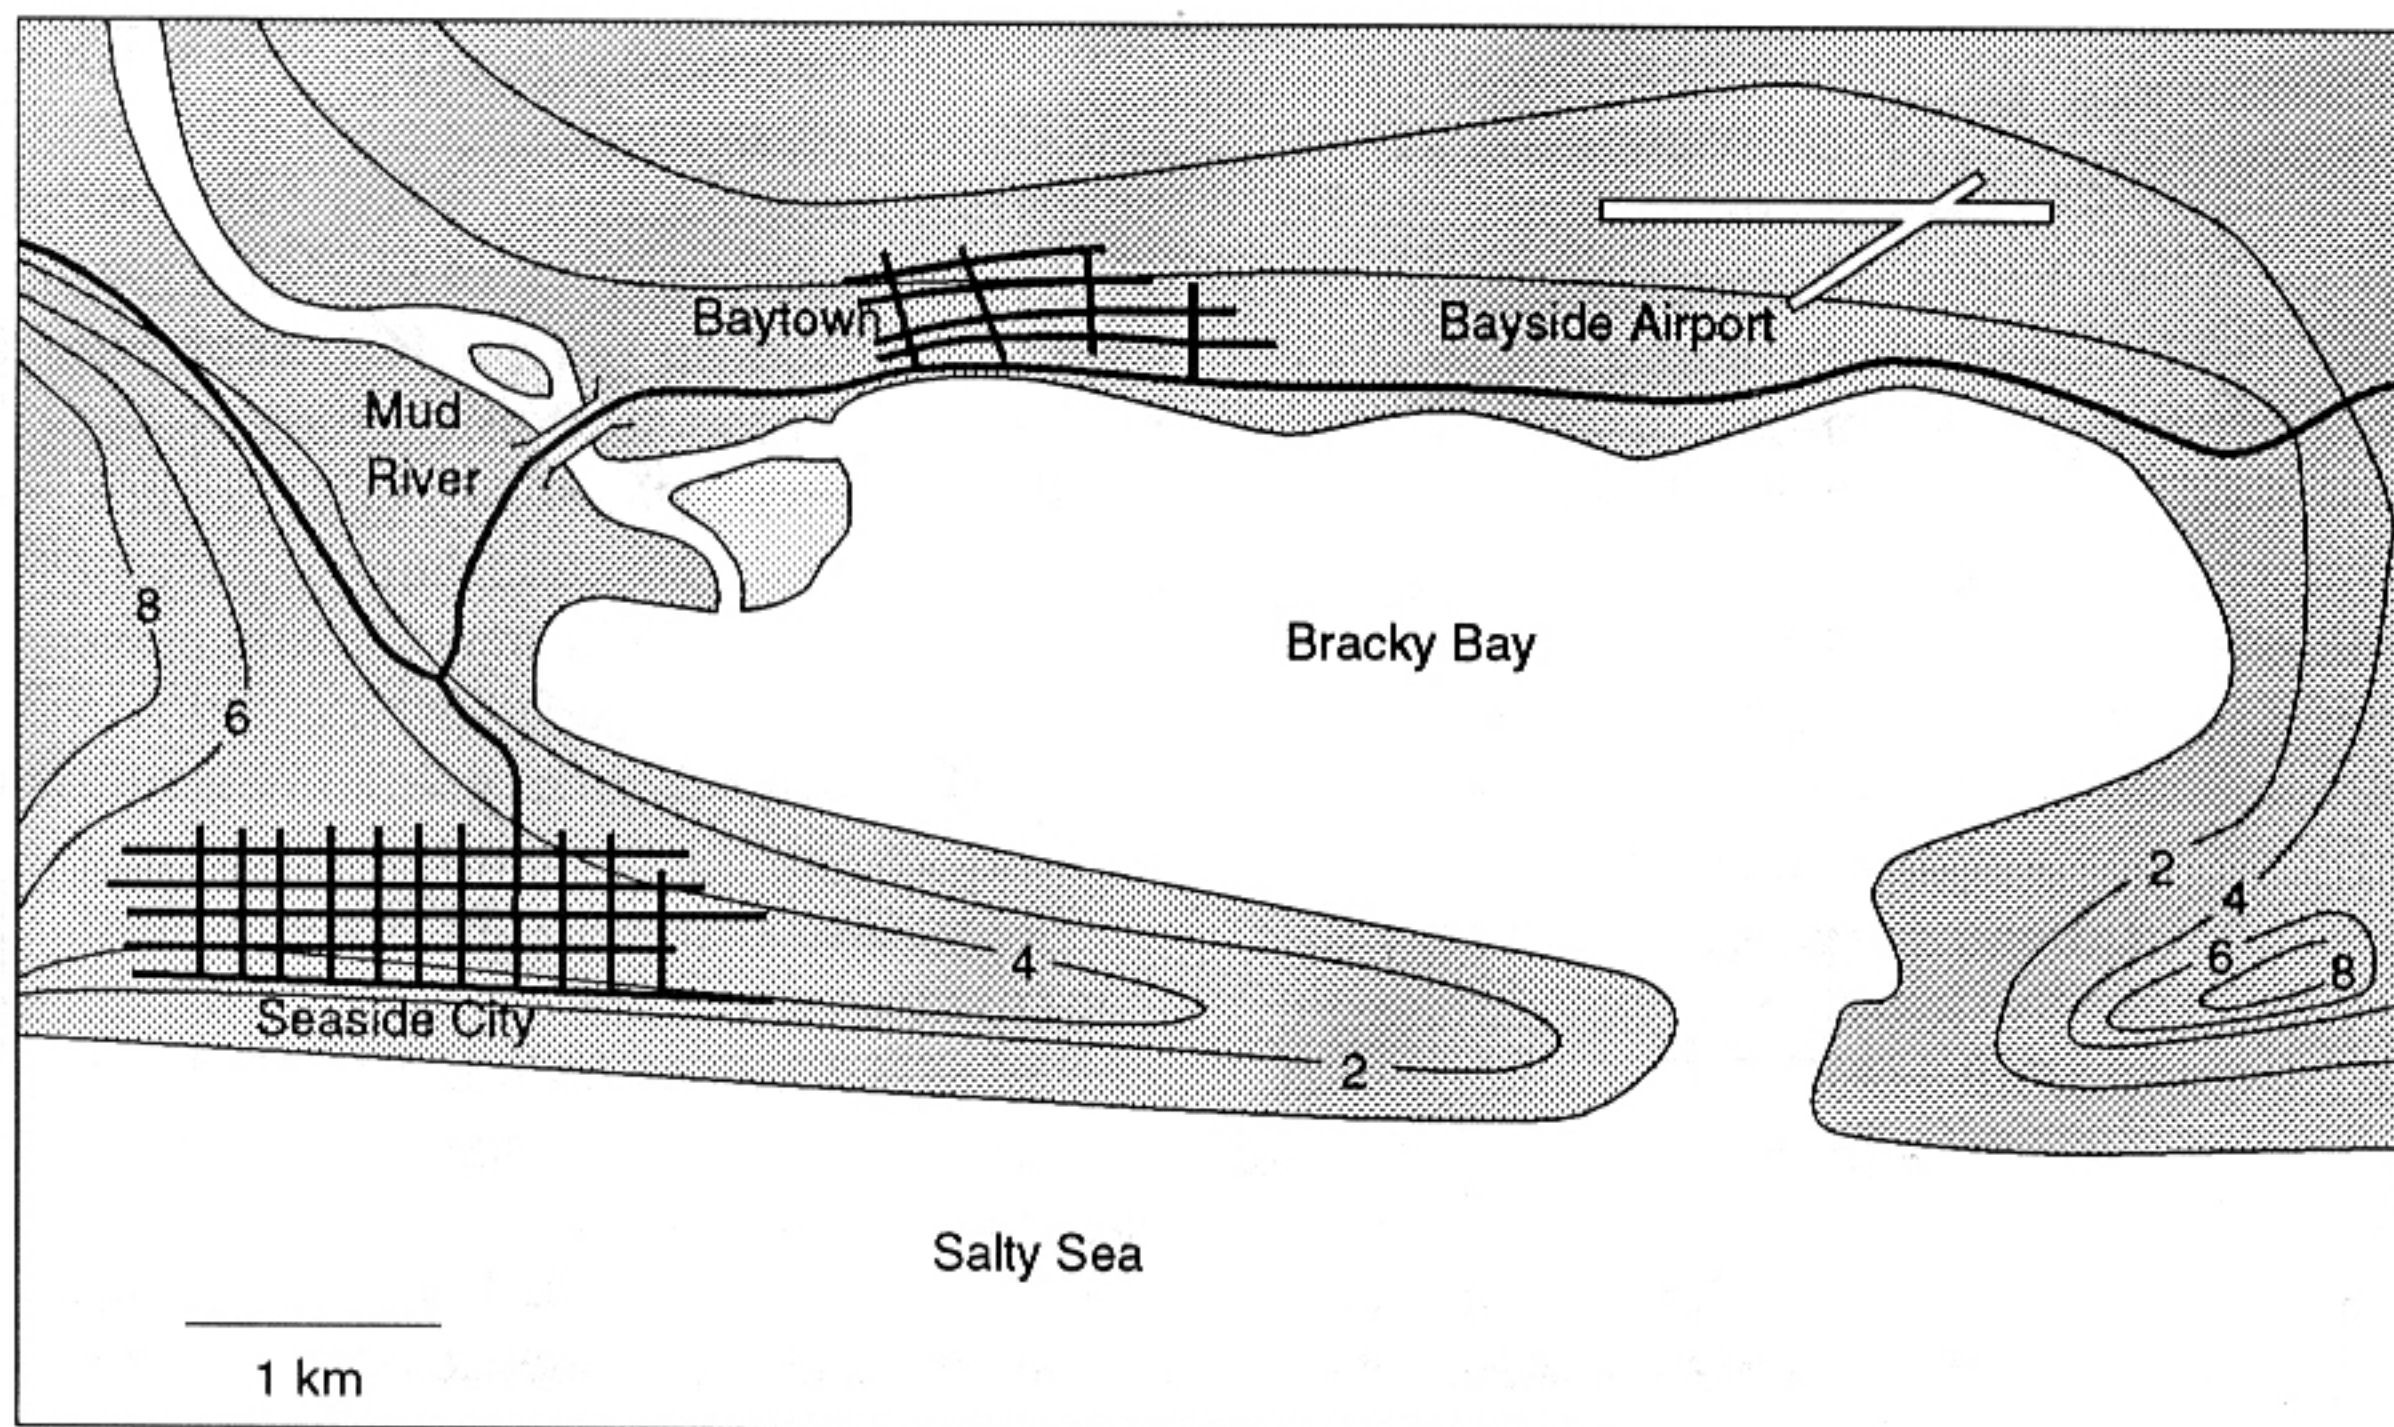 Baytown
Bayside Airport
Mud
River
8
Bracky Bay
6
2
4
4
6
8
Seaside City
2
Salty Sea
1 km